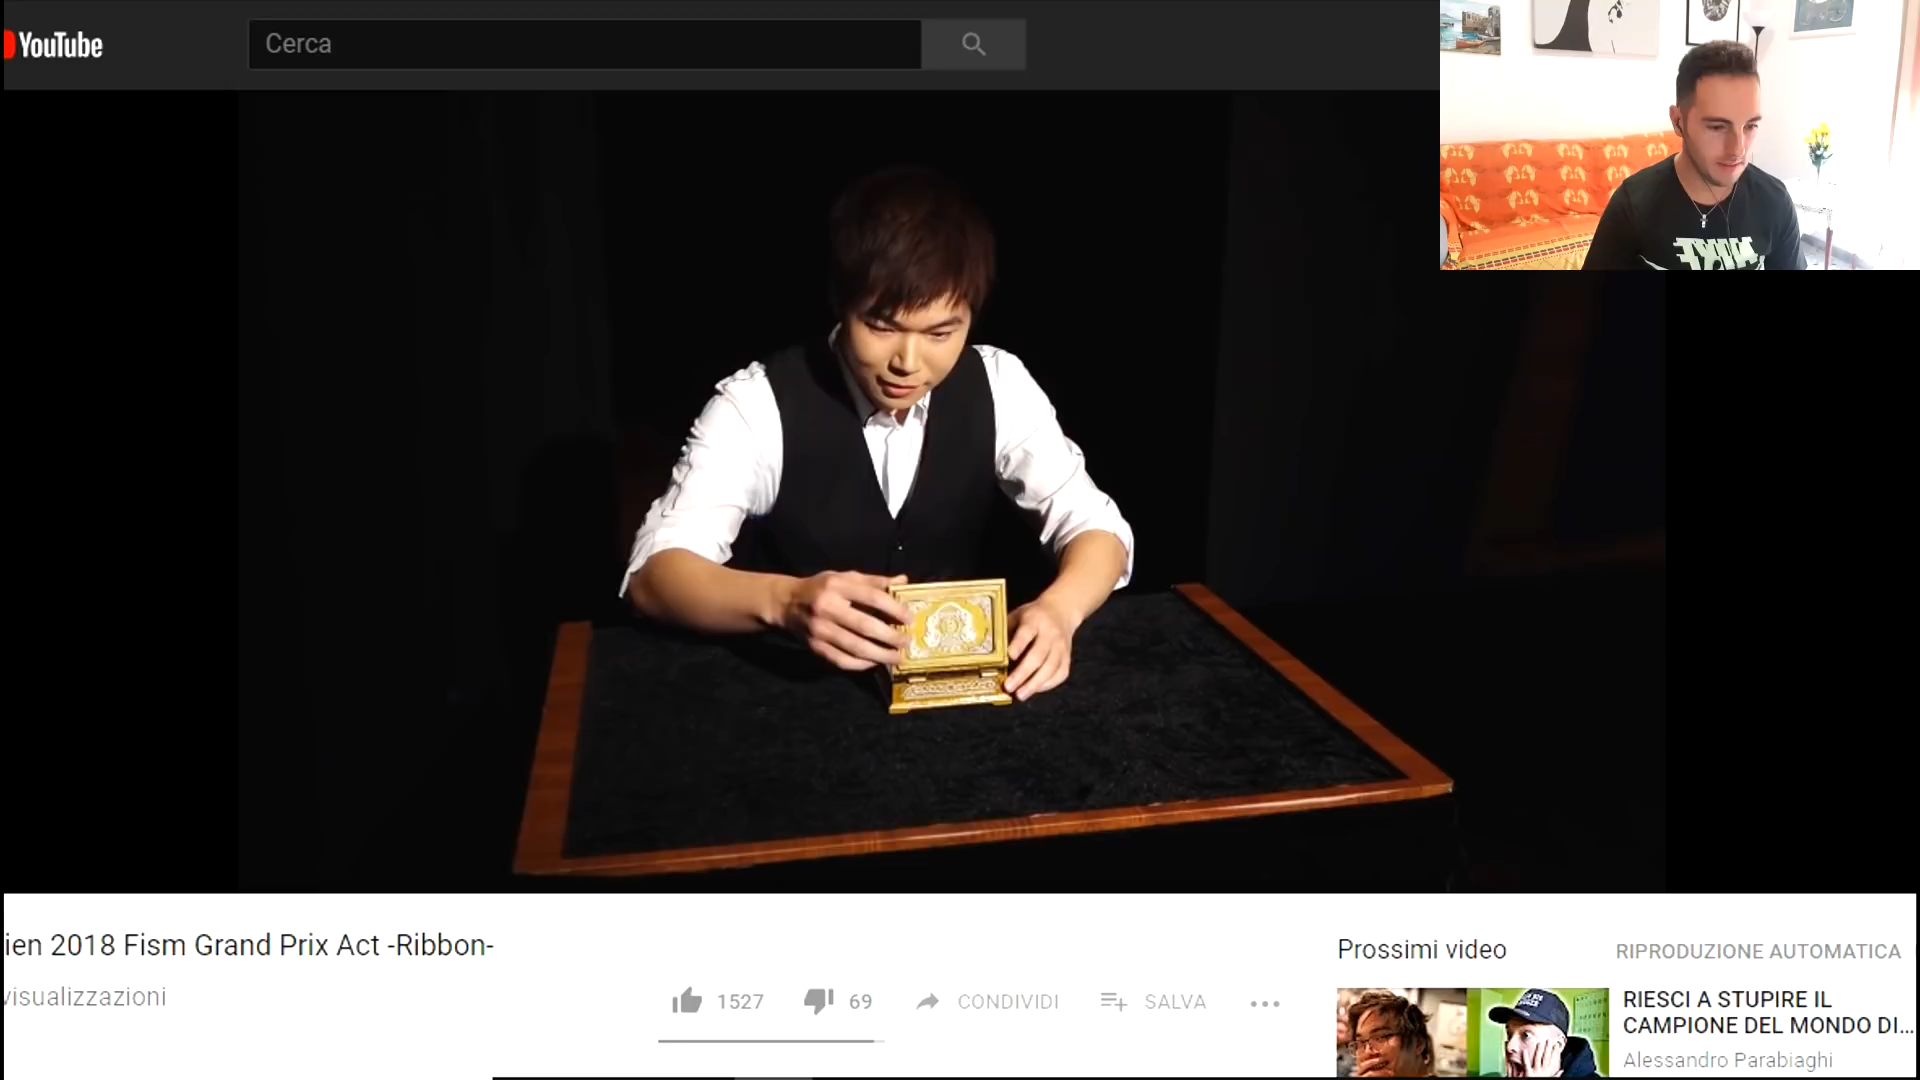 YouTube
Cerca
ien 2018 Fism Grand Prix Act -Ribbon-
visualizzazioni
1527
69
CONDIVIDI
SALVA
Prossimi video
RIPRODUZIONE AUTOMATICA
RIESCI A STUPIRE IL
CAMPIONE DEL MONDO DI...
Alessandro Parabiaghi